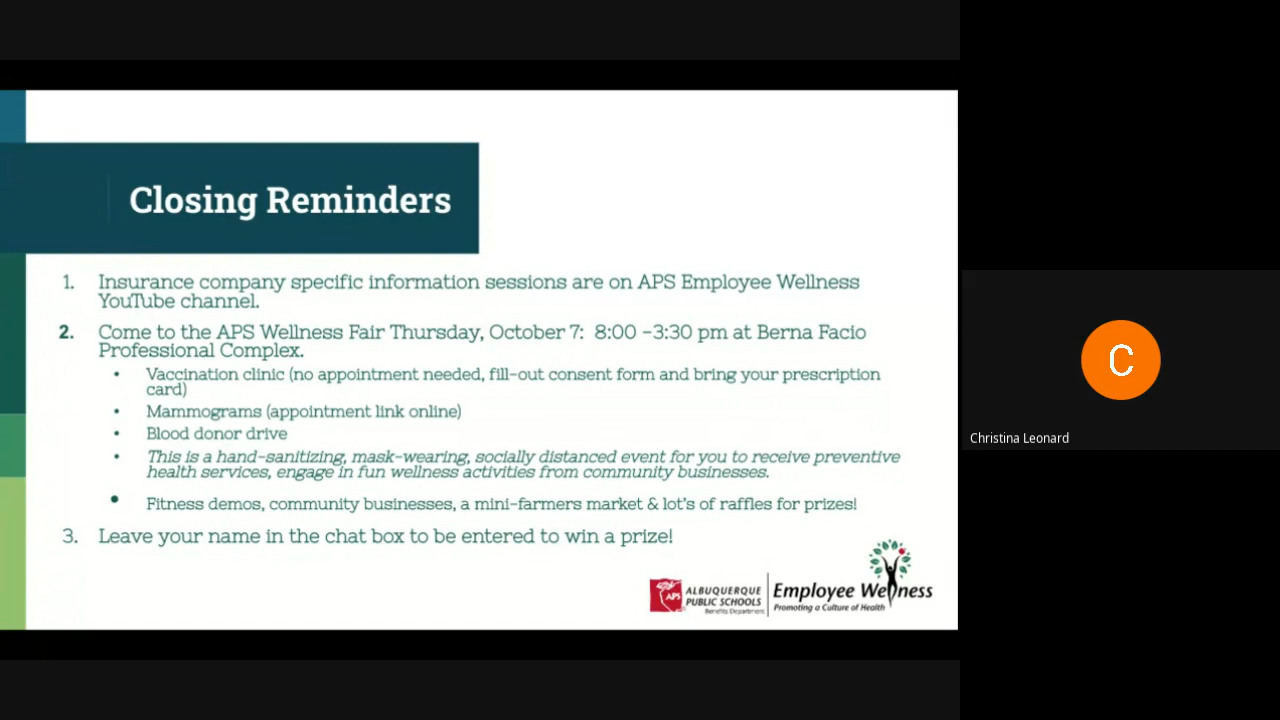 Closing Reminders
1. Insurance company specific information sessions are on APS Employee Wellness
YouTube channel.
2. Come to the APS Wellness Fair Thursday, October 7: 8:00 -3:30 pm at Berna Facio
Professional Complex.
• Vaccination clinic (no appointment needed, fill-out consent form and bring your prescription
card)
• Mammograms (appointment link online)
• Blood donor drive
• This is a hand-sanitizing, mask-wearing, socially distanced event for you to receive preventive
health services, engage in fun wellness activities from community businesses.
• Fitness demos, community businesses, a mini-farmers market & lot's of raffles for prizes!
3. Leave your name in the chat box to be entered to win a prize!
APS
ALBUQUERQUE
PUBLIC SCHOOLS
Benefits Department
Employee Wellness
Promoting a Culture of Health
C
Christina Leonard